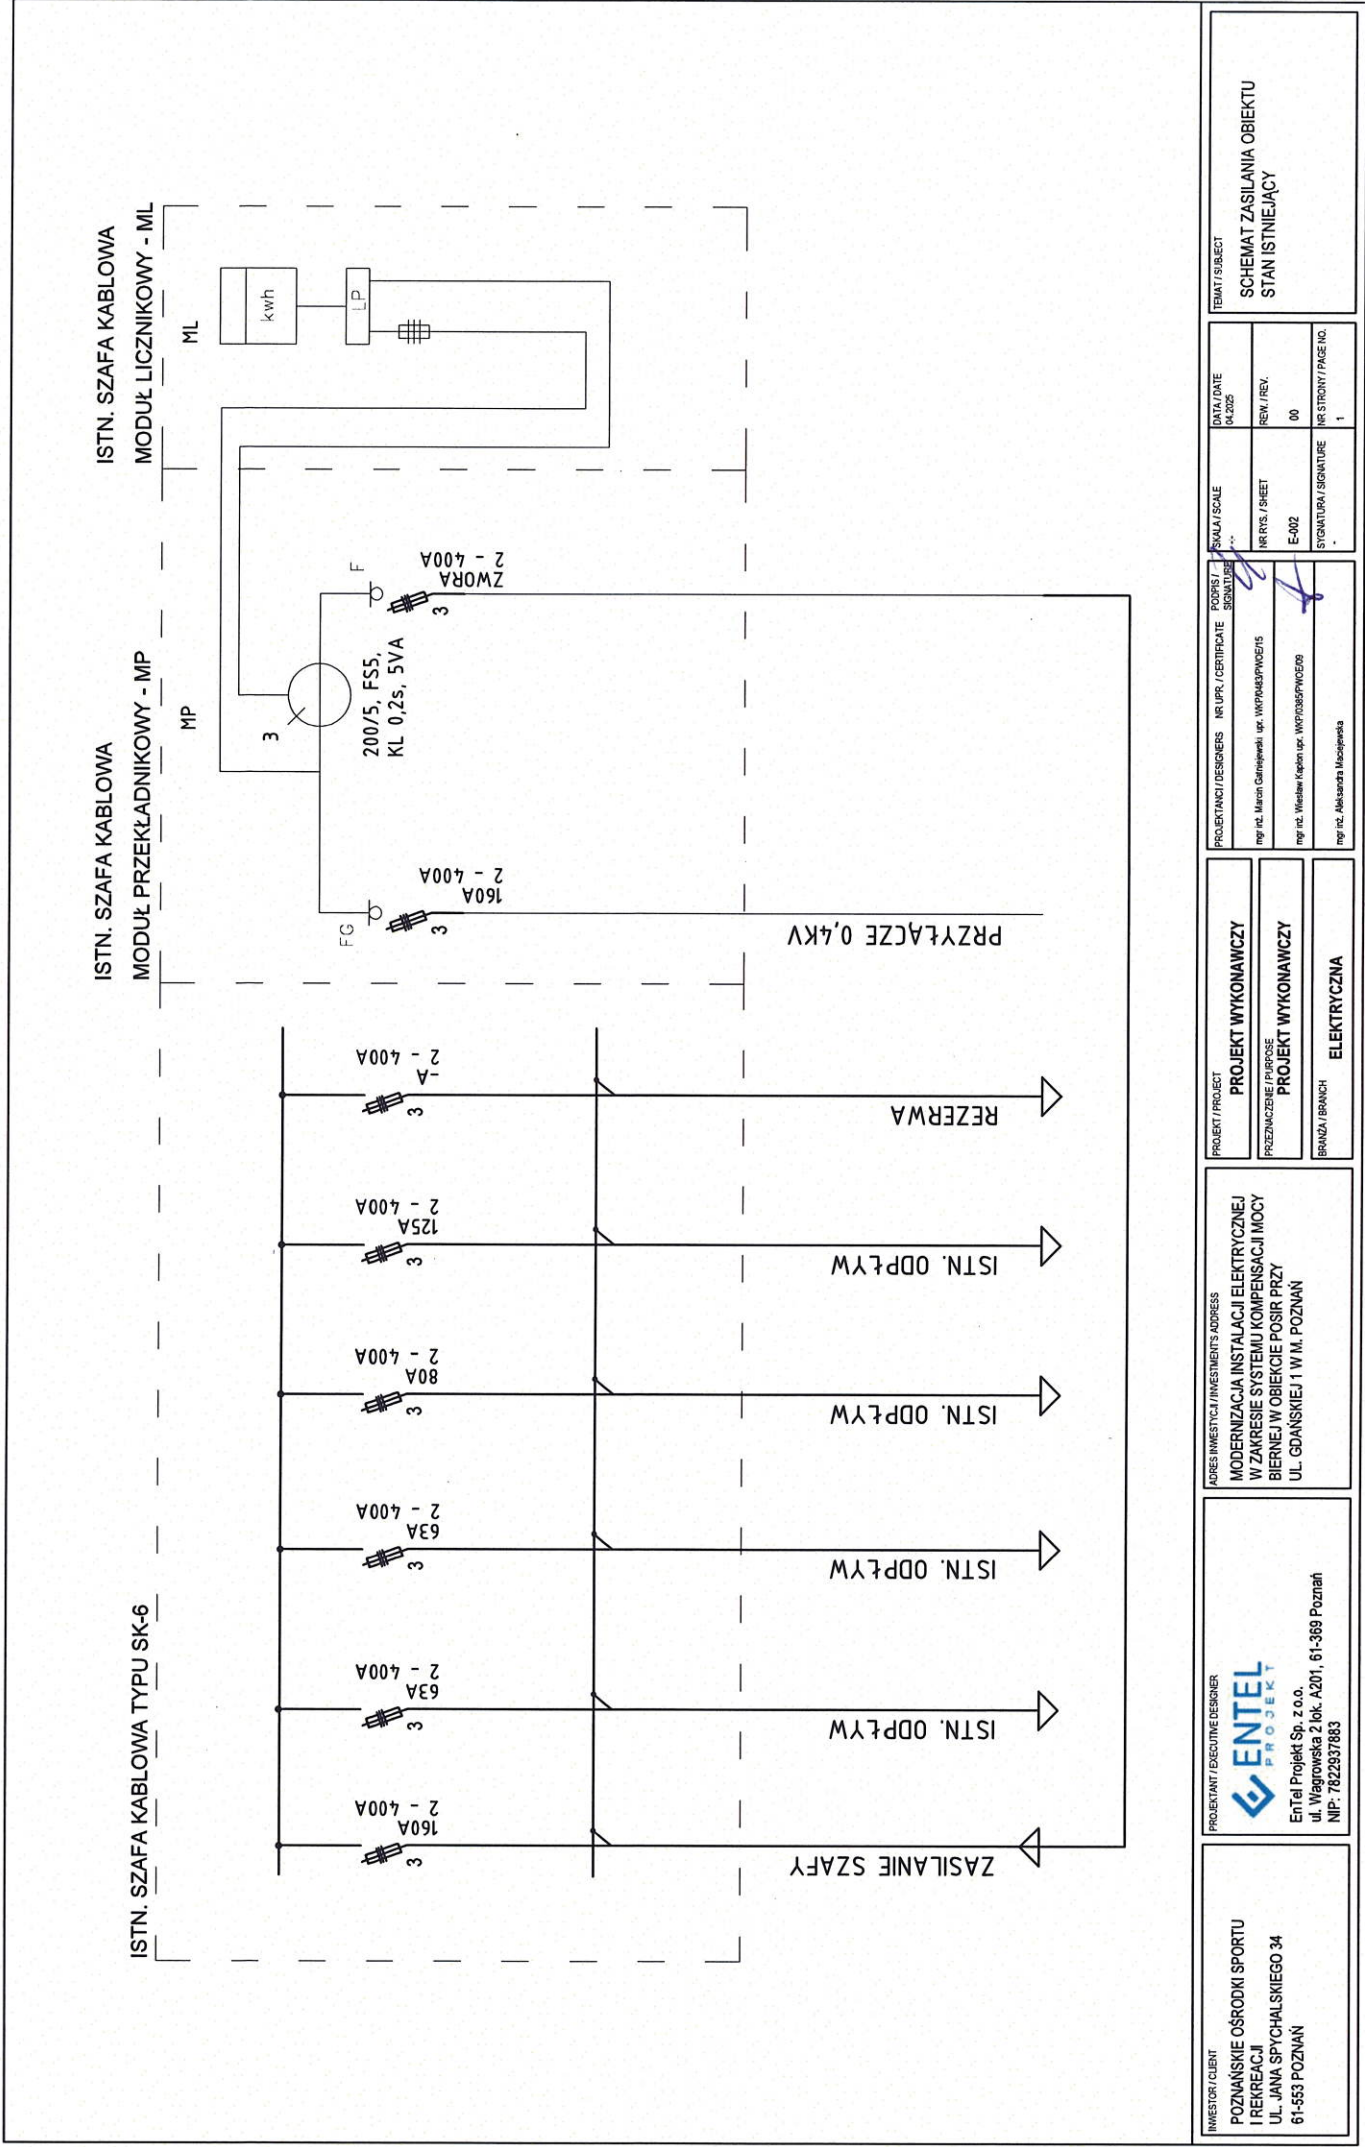 ISTN. SZAFA KABLOWA TYPU SK-6
ISTN. SZAFA KABLOWA
MODUŁ PRZEKŁADNIKOWY - MP
ISTN. SZAFA KABLOWA
MODUŁ LICZNIKOWY - ML
MP
ML
kwh
LP
3
200/5, FS5,
KL 0,2s, 5VA
FG
3
160A
2 - 400A
F
3
ZWORA
2 - 400A
PRZYŁĄCZE 0,4KV
3
160A
2 - 400A
ZASILANIE SZAFY
3
63A
2 - 400A
ISTN. ODPŁYW
3
63A
2 - 400A
ISTN. ODPŁYW
3
80A
2 - 400A
ISTN. ODPŁYW
3
125A
2 - 400A
ISTN. ODPŁYW
3
-A
2 - 400A
REZERWA
INWESTOR / CLIENT
POZNAŃSKIE OŚRODKI SPORTU
I REKREACJI
UL. JANA SPYCHALSKIEGO 34
61-553 POZNAŃ
PROJEKTANT / EXECUTIVE DESIGNER
ENTEL
PROJEKT
EnTel Projekt Sp. z o.o.
ul. Wagrowska 2 lok. A201, 61-369 Poznań
NIP: 7822937883
ADRES INWESTYCJI / INVESTMENT'S ADDRESS
MODERNIZACJA INSTALACJI ELEKTRYCZNEJ
W ZAKRESIE SYSTEMU KOMPENSACJI MOCY
BIERNEJ W OBIEKCIE POSIR PRZY
UL. GDAŃSKIEJ 1 W M. POZNAŃ
PROJEKT / PROJECT
PROJEKT WYKONAWCZY
PRZEZNACZENIE / PURPOSE
PROJEKT WYKONAWCZY
BRANŻA / BRANCH
ELEKTRYCZNA
PROJEKTANCI / DESIGNERS NR UPR. / CERTIFICATE PODPIS / SIGNATURE
mgr inż. Marcin Gatniejewski upr. WKP/0483/PWOE/15
mgr inż. Wiesław Kapłon upr. WKP/0385/PWOE/09
mgr inż. Aleksandra Maciejewska
SKALA / SCALE
-.-
DATA / DATE
04.2025
NR RYS. / SHEET
E-002
REW. / REV.
00
SYGNATURA / SIGNATURE
-
NR STRONY / PAGE NO.
1
TEMAT / SUBJECT
SCHEMAT ZASILANIA OBIEKTU
STAN ISTNIEJĄCY